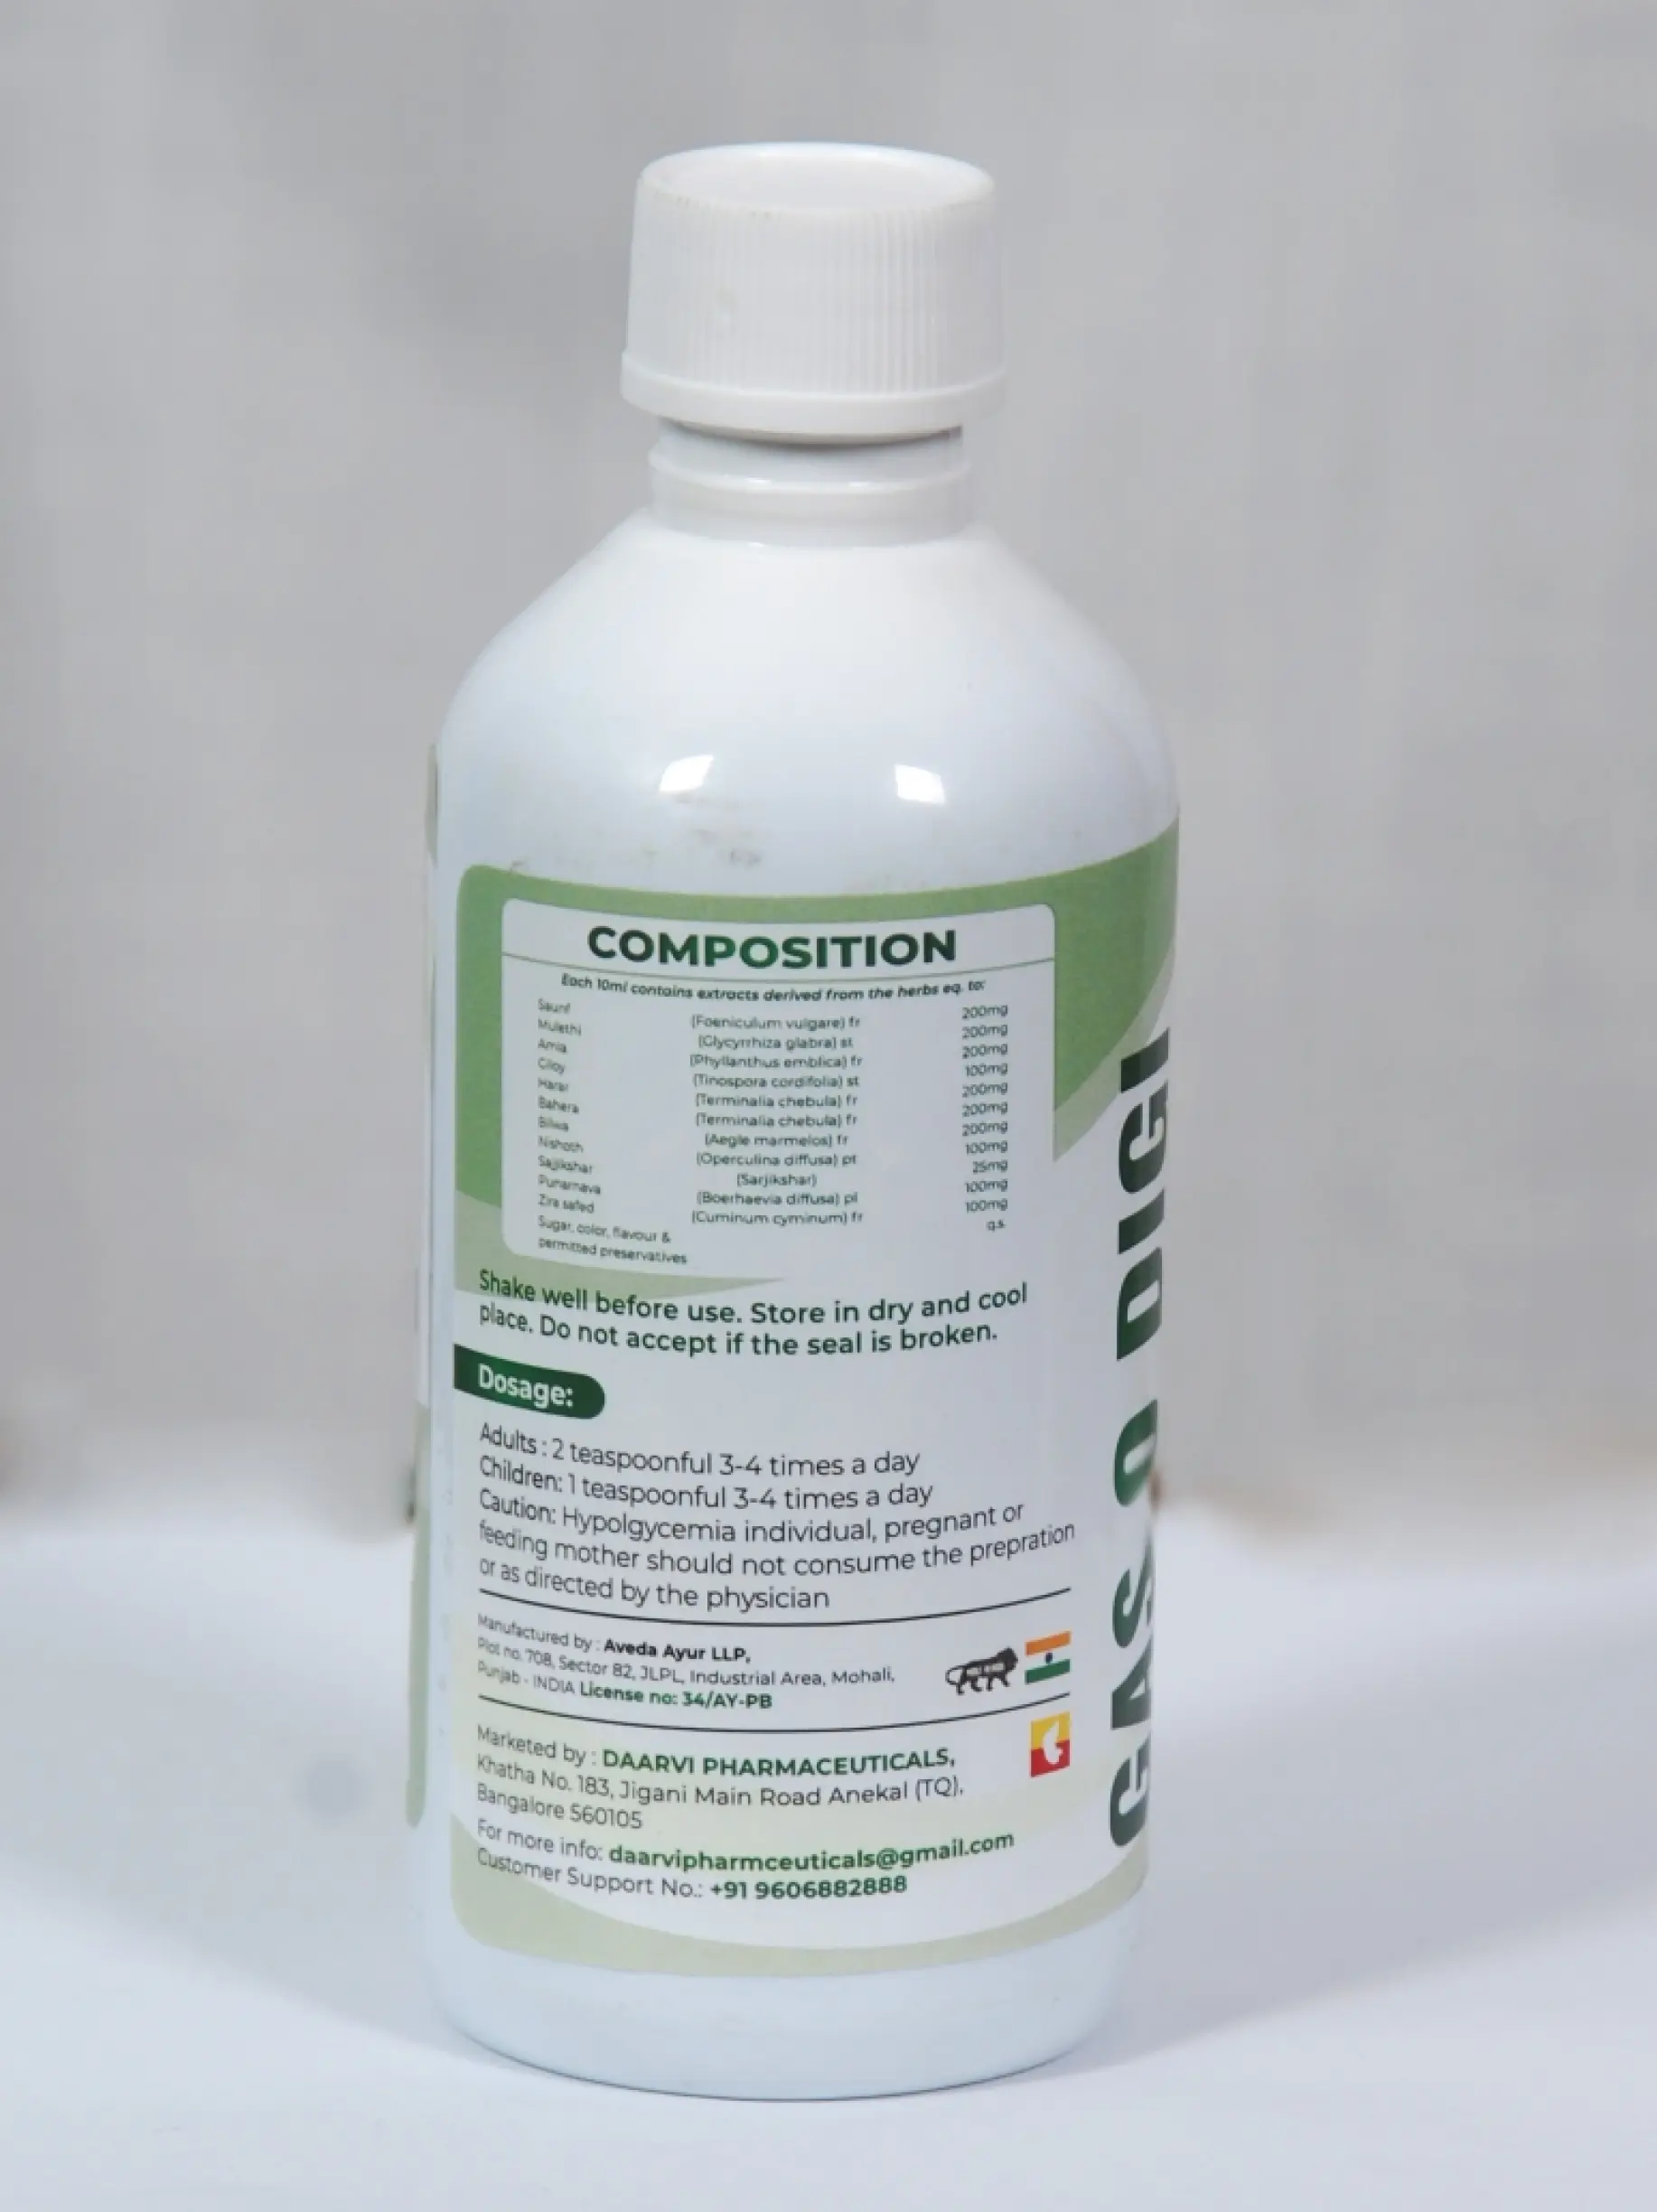 COMPOSITION
Each 10ml contains extracts derived from the herbs eq. to:
Saunf (Foeniculum vulgare) fr 200mg
Mulethi (Glycyrrhiza glabra) st 200mg
Amla (Phyllanthus emblica) fr 200mg
Giloy (Tinospora cordifolia) st 100mg
Harar (Terminalia chebula) fr 200mg
Bahera (Terminalia chebula) fr 200mg
Bilwa (Aegle marmelos) fr 200mg
Nishoth (Operculina diffusa) pt 100mg
Sajjikshar (Sarjikshar) 25mg
Punarnava (Boerhaevia diffusa) pl 100mg
Zira safed (Cuminum cyminum) fr 100mg
Sugar, color, flavour & q.s.
permitted preservatives
Shake well before use. Store in dry and cool
place. Do not accept if the seal is broken.
Dosage:
Adults : 2 teaspoonful 3-4 times a day
Children: 1 teaspoonful 3-4 times a day
Caution: Hypolgycemia individual, pregnant or
feeding mother should not consume the prepration
or as directed by the physician
Manufactured by : Aveda Ayur LLP,
Plot no. 708, Sector 82, JLPL, Industrial Area, Mohali,
Punjab - INDIA License no: 34/AY-PB
Marketed by : DAARVI PHARMACEUTICALS,
Khatha No. 183, Jigani Main Road Anekal (TQ),
Bangalore 560105
For more info: daarvipharmceuticals@gmail.com
Customer Support No.: +91 9606882888
GAS O DIGI